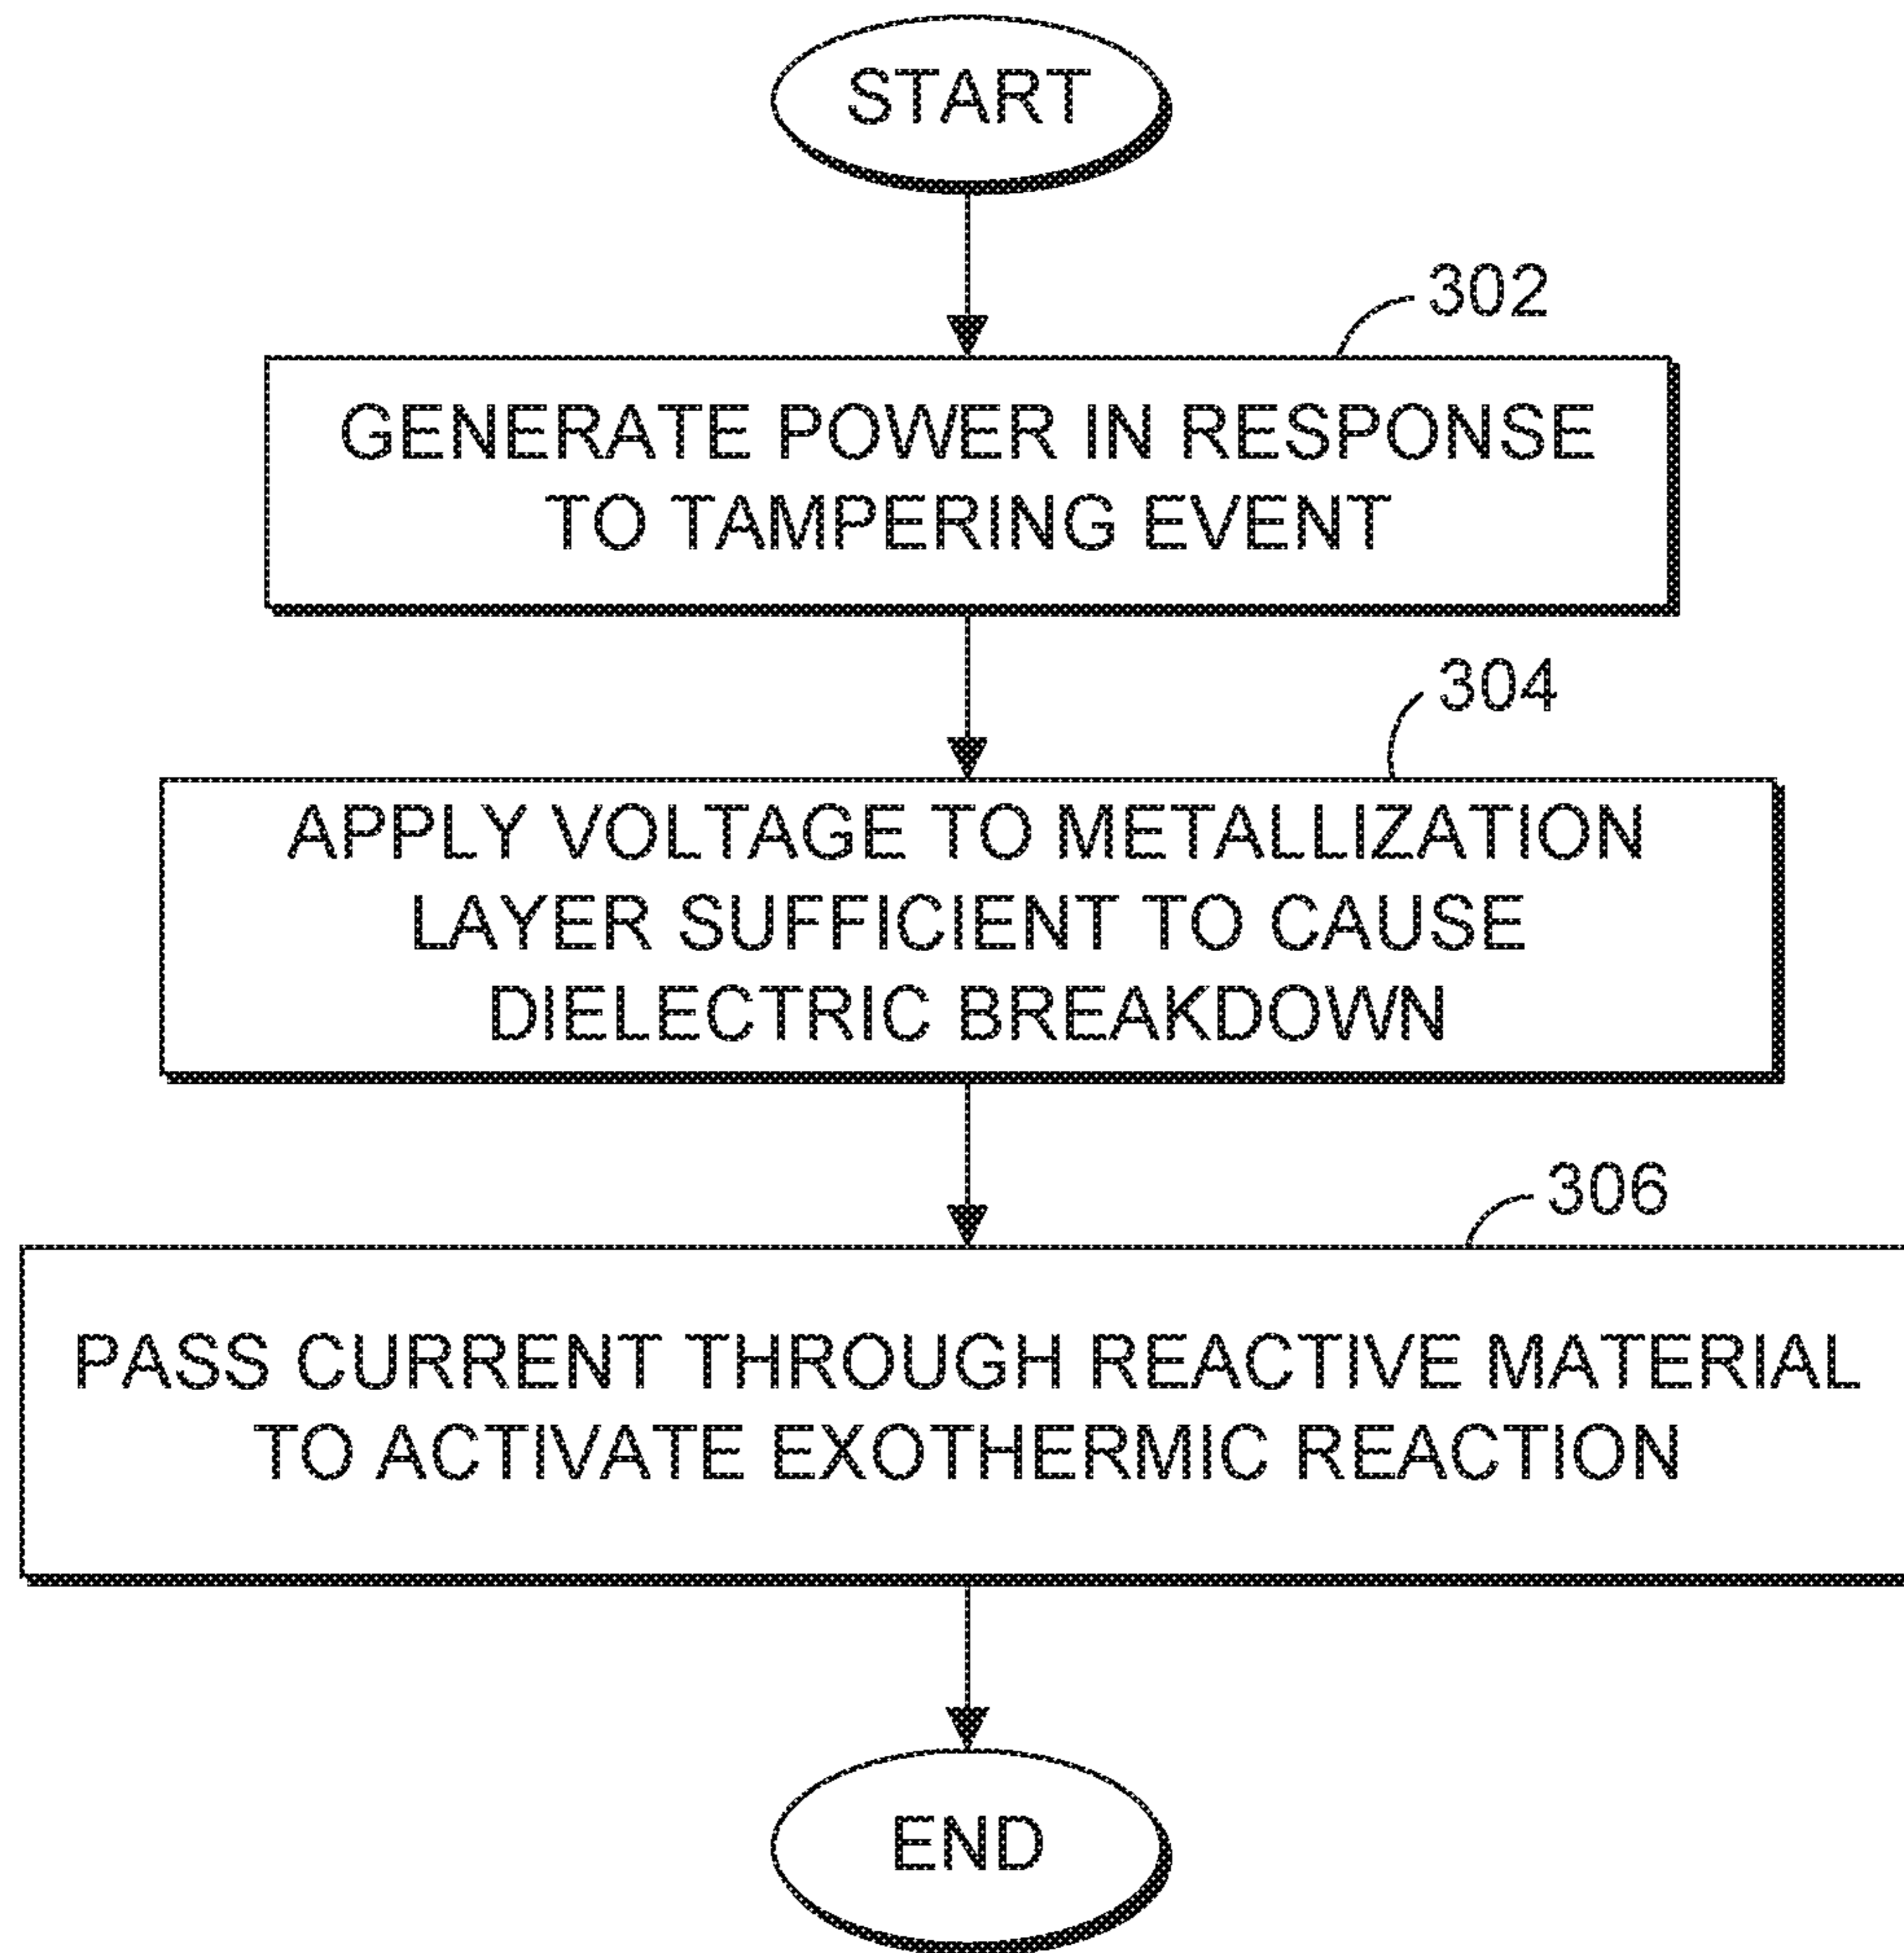 START
302
GENERATE POWER IN RESPONSE
TO TAMPERING EVENT
304
APPLY VOLTAGE TO METALLIZATION
LAYER SUFFICIENT TO CAUSE
DIELECTRIC BREAKDOWN
306
PASS CURRENT THROUGH REACTIVE MATERIAL
TO ACTIVATE EXOTHERMIC REACTION
END